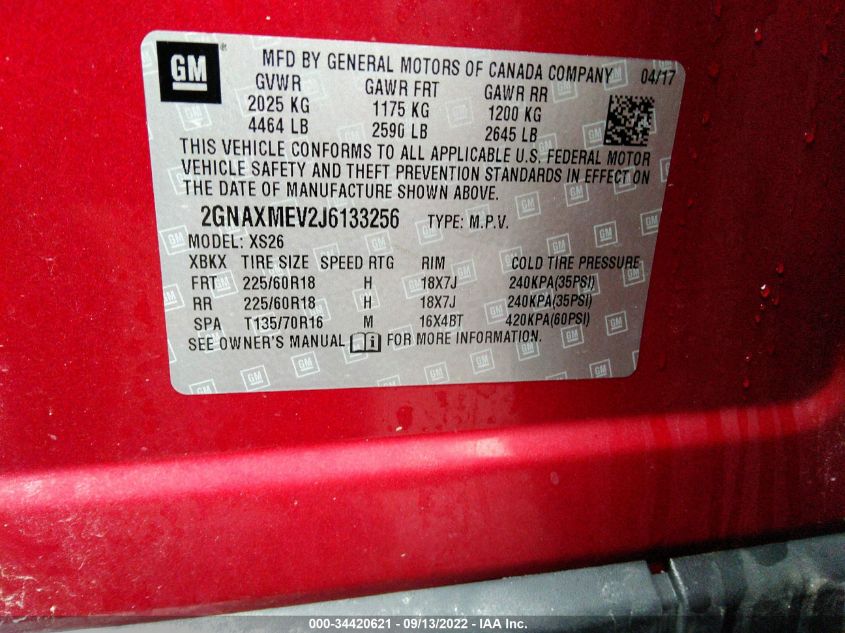 GM
MFD BY GENERAL MOTORS OF CANADA COMPANY 04/17
GVWR GAWR FRT GAWR RR
2025 KG 1175 KG 1200 KG
4464 LB 2590 LB 2645 LB
THIS VEHICLE CONFORMS TO ALL APPLICABLE U.S. FEDERAL MOTOR
VEHICLE SAFETY AND THEFT PREVENTION STANDARDS IN EFFECT ON
THE DATE OF MANUFACTURE SHOWN ABOVE.
2GNAXMEV2J6133256 TYPE: M.P.V.
MODEL: XS26
XBKX TIRE SIZE SPEED RTG RIM COLD TIRE PRESSURE
FRT 225/60R18 H 18X7J 240KPA(35PSI)
RR 225/60R18 H 18X7J 240KPA(35PSI)
SPA T135/70R16 M 16X4BT 420KPA(60PSI)
SEE OWNER'S MANUAL i FOR MORE INFORMATION.
000-34420621 - 09/13/2022 - IAA Inc.